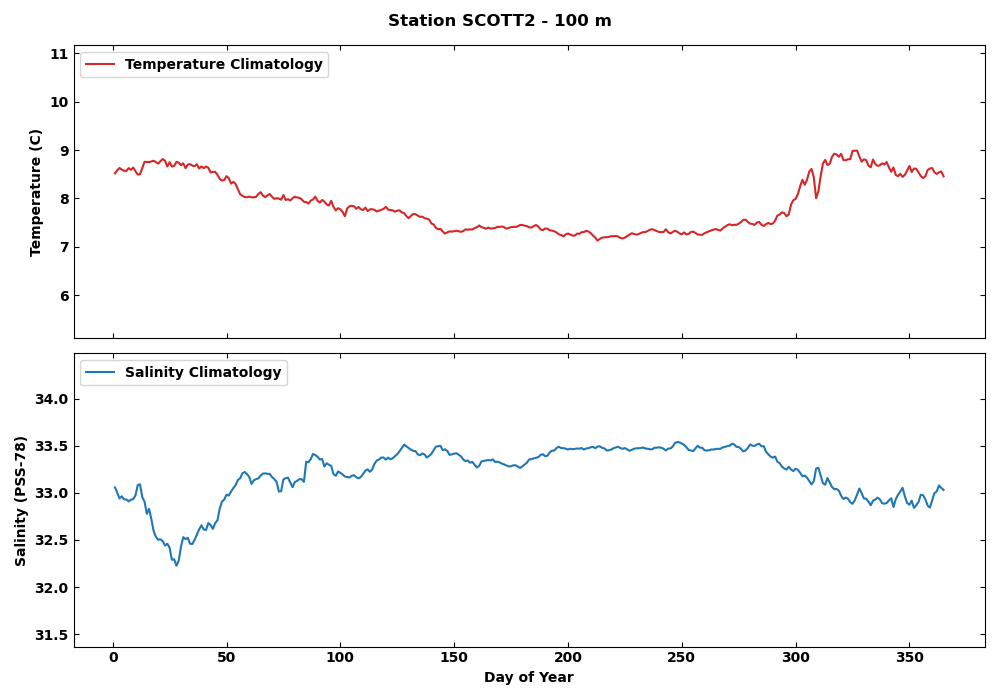 Station SCOTT2 - 100 m
Temperature Climatology
Temperature (C)
11
10
9
8
7
6
Salinity Climatology
Salinity (PSS-78)
34.0
33.5
33.0
32.5
32.0
31.5
0 50 100 150 200 250 300 350
Day of Year